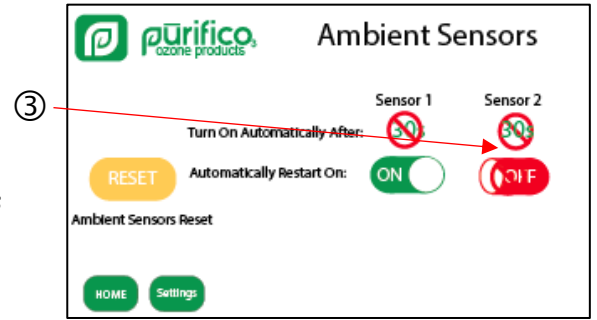 pūrifico₃ Ambient Sensors
ozone products
③
Sensor 1 Sensor 2
Turn On Automatically After: 30s 30s
RESET Automatically Restart On: ON OFF
Ambient Sensors Reset
HOME Settings